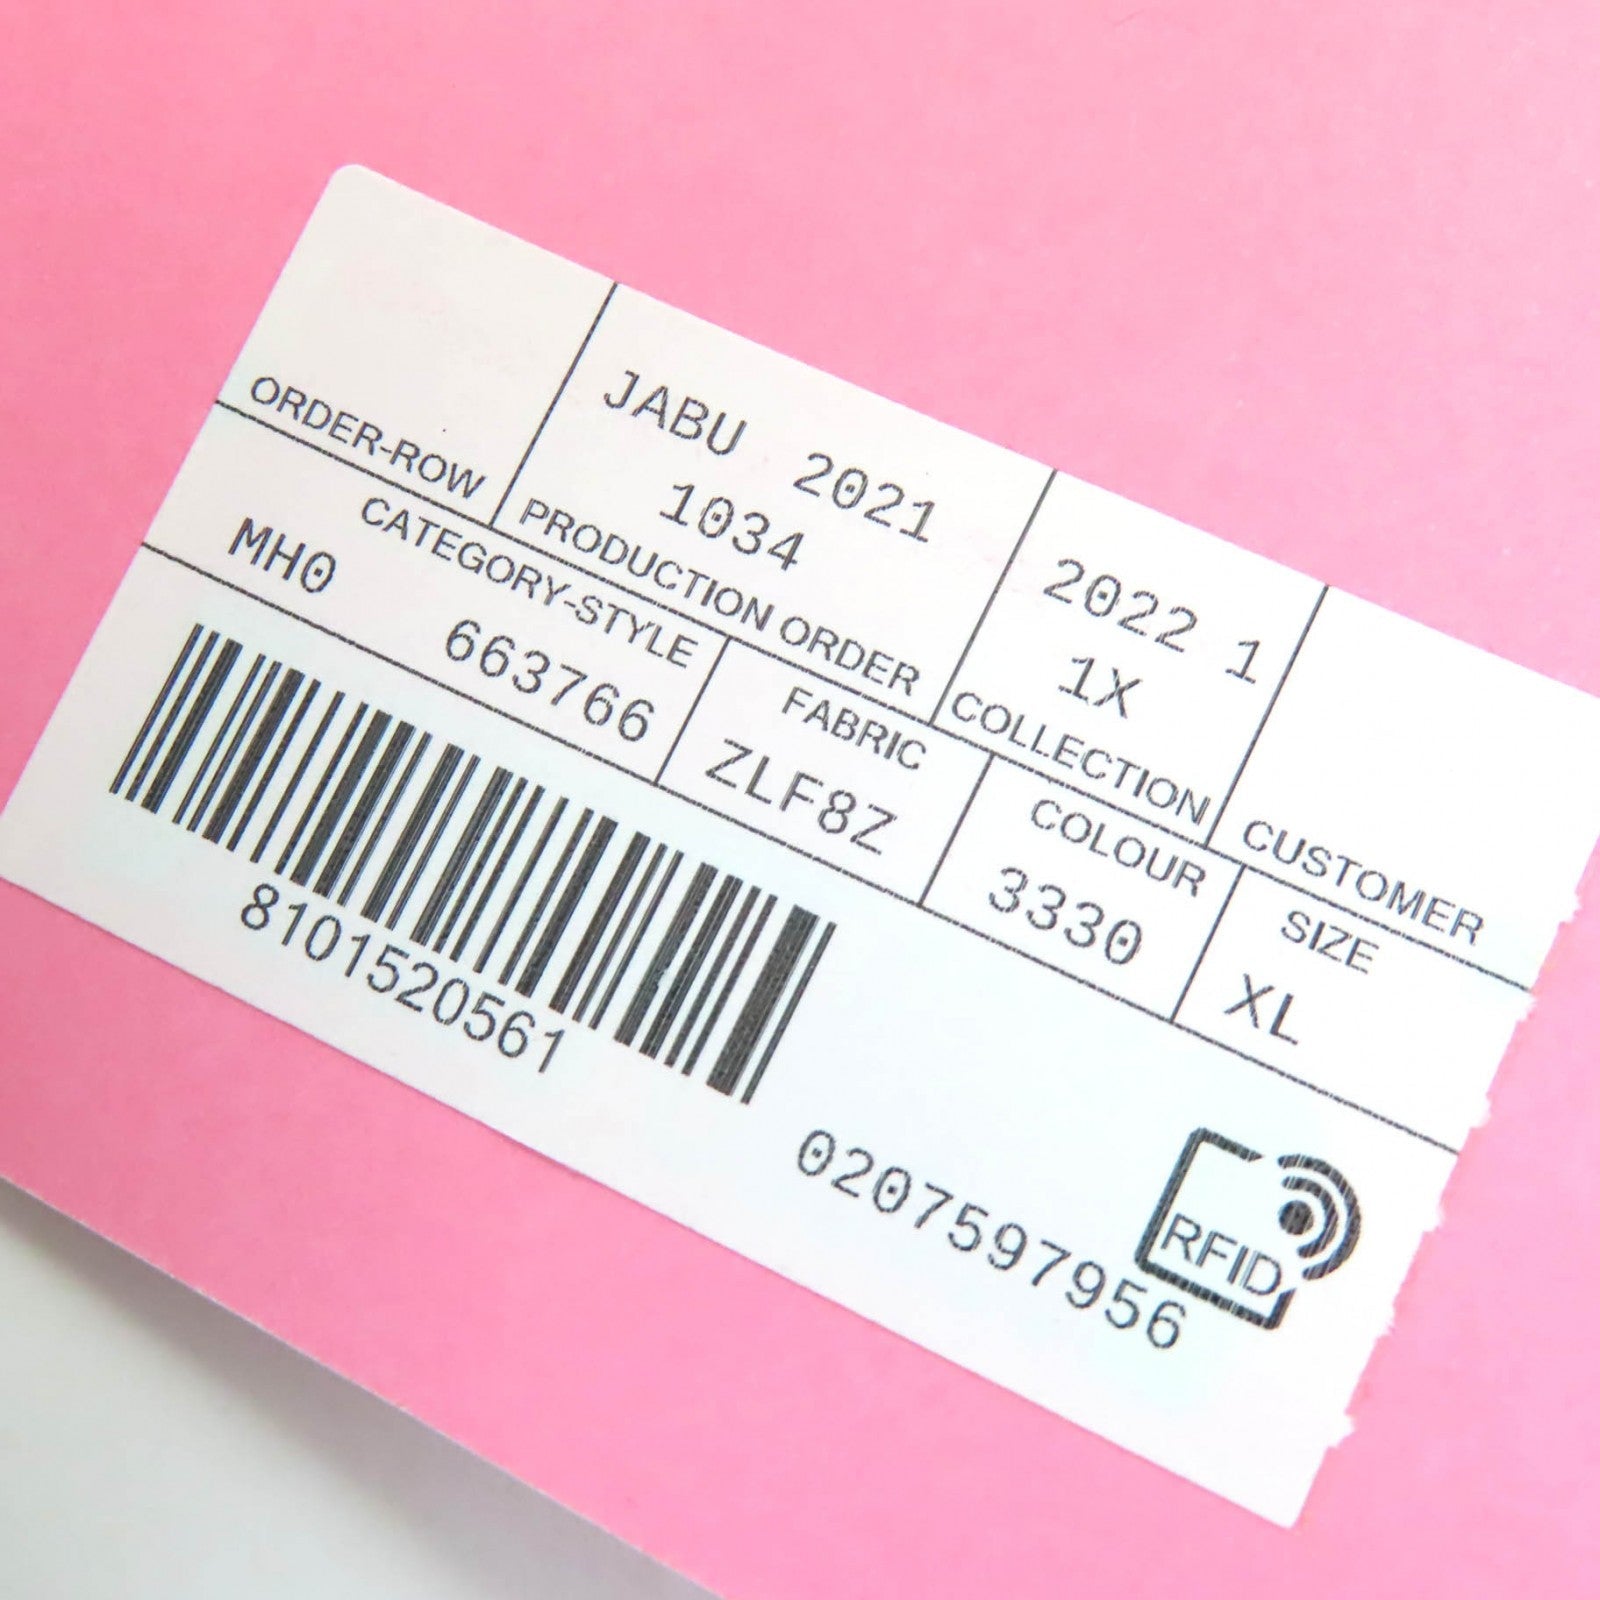 JABU 2021
1034
2022 1
1X
ORDER-ROW
PRODUCTION ORDER
COLLECTION
CUSTOMER
CATEGORY-STYLE
FABRIC
COLOUR
SIZE
MH0 663766
ZLF8Z
3330
XL
8101520561
0207597956
RFID